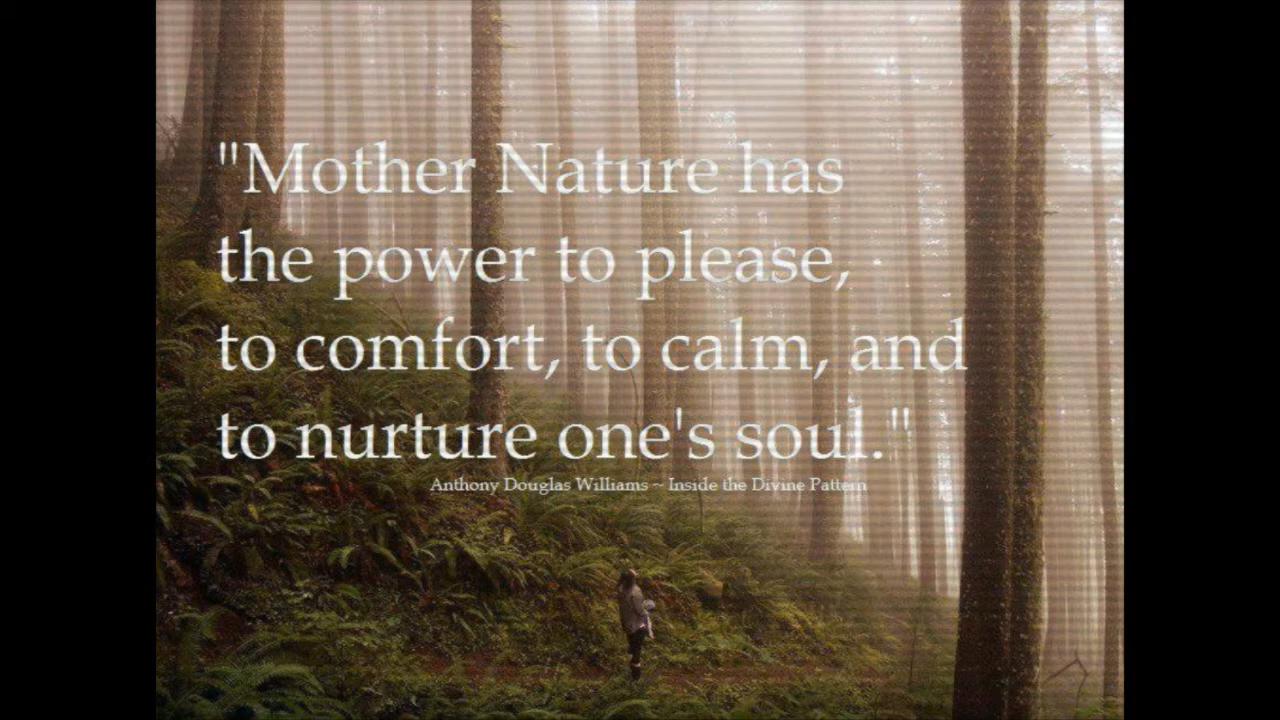 "Mother Nature has
the power to please,
to comfort, to calm, and
to nurture one's soul."
Anthony Douglas Williams ~ Inside the Divine Pattern